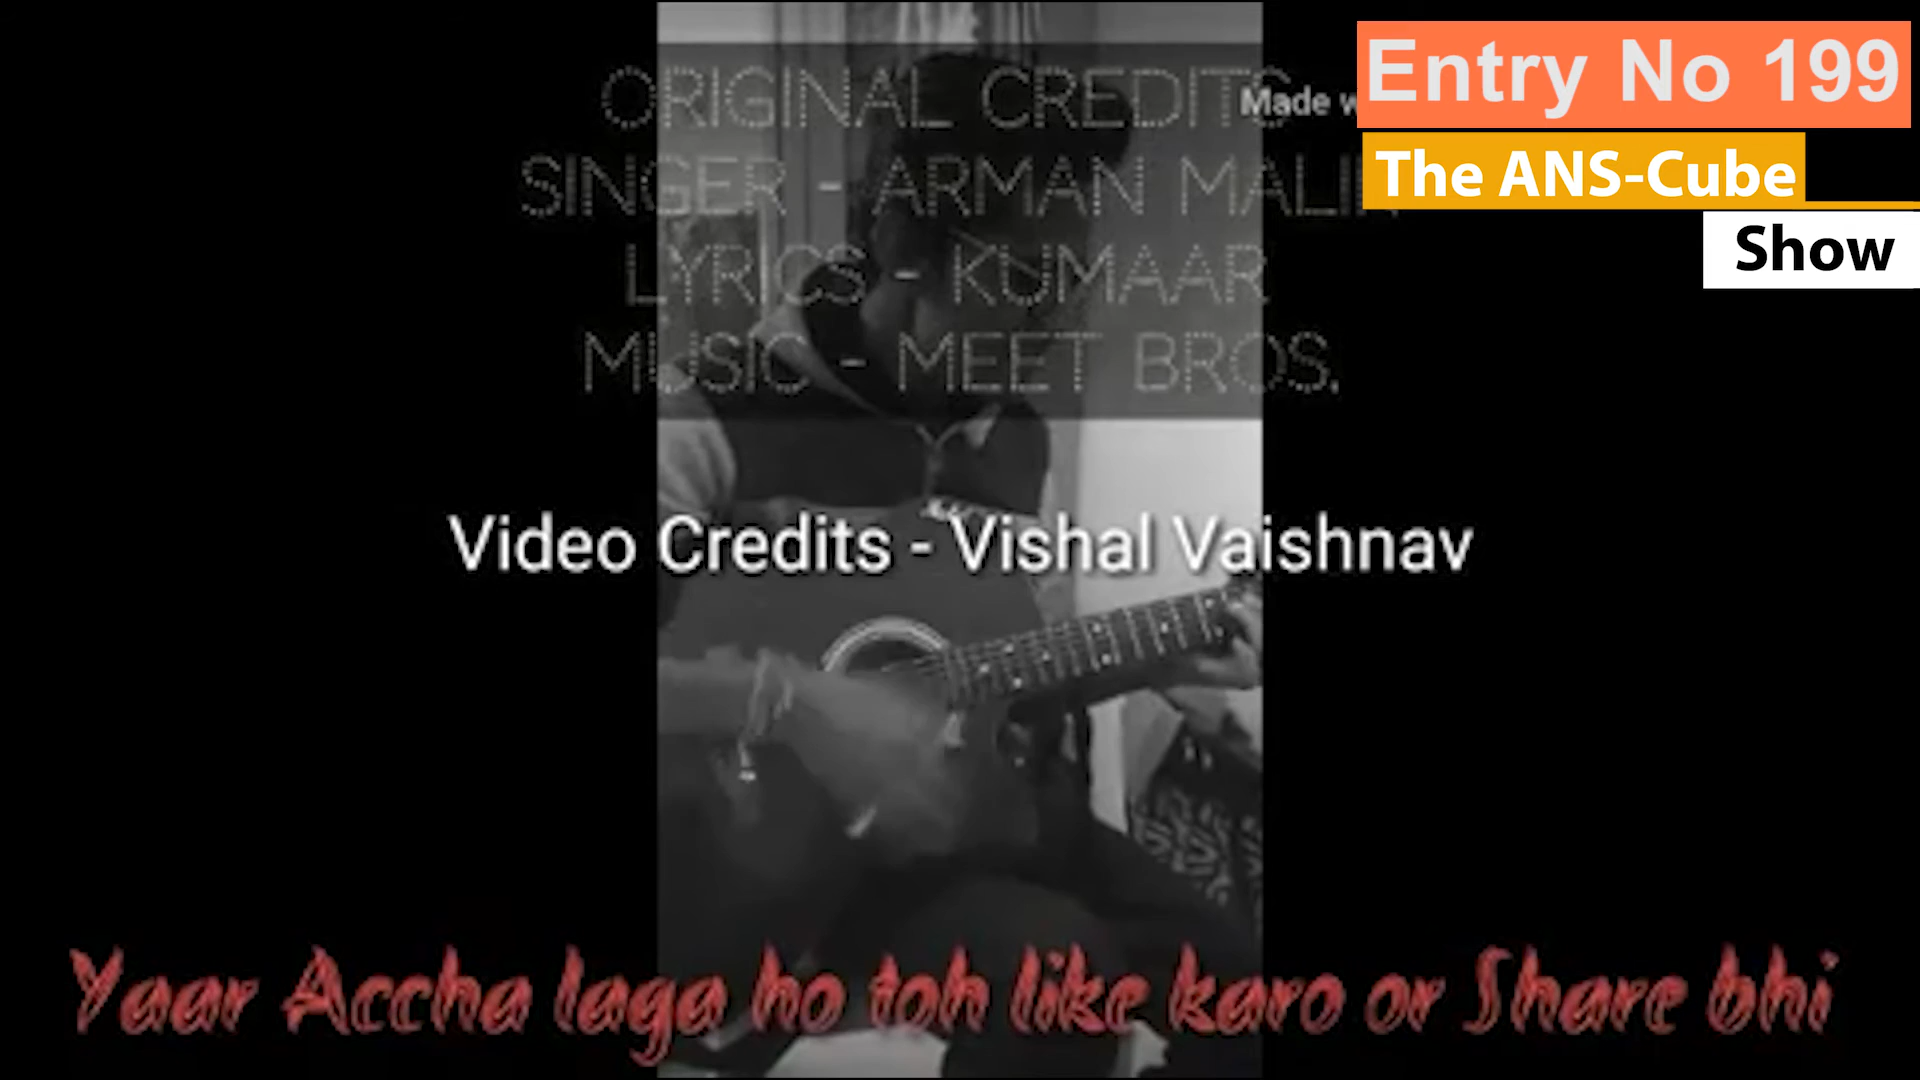 Entry No 199
The ANS-Cube
Show
Made
ORIGINAL CREDITS
SINGER - ARMAN MALIK
LYRICS - KUMAAR
MUSIC - MEET BROS.
Video Credits - Vishal Vaishnav
Yaar Accha laga ho toh like karo or Share bhi